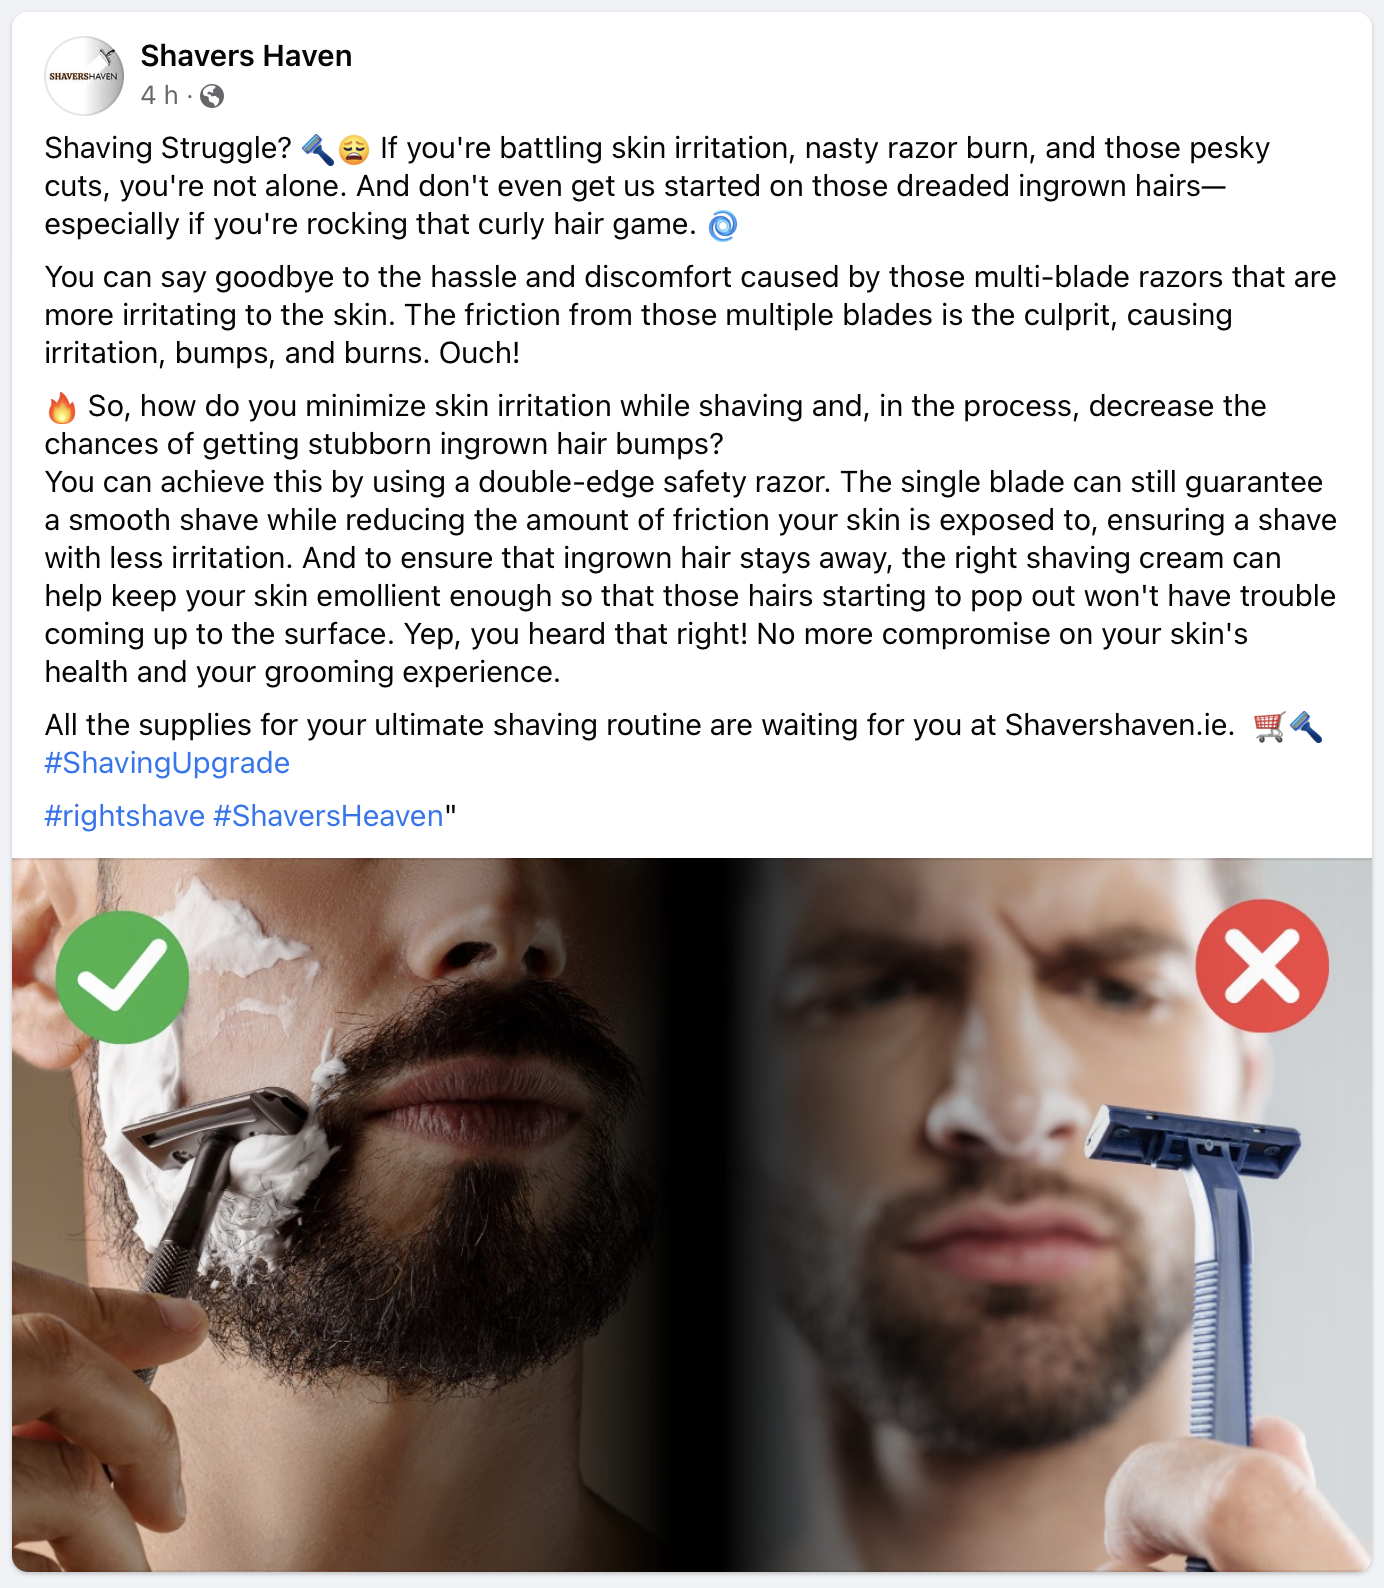 SHAVERSHAVEN
Shavers Haven
4 h ·
Shaving Struggle? 🪒😩 If you're battling skin irritation, nasty razor burn, and those pesky
cuts, you're not alone. And don't even get us started on those dreaded ingrown hairs—
especially if you're rocking that curly hair game. 🌀
You can say goodbye to the hassle and discomfort caused by those multi-blade razors that are
more irritating to the skin. The friction from those multiple blades is the culprit, causing
irritation, bumps, and burns. Ouch!
🔥 So, how do you minimize skin irritation while shaving and, in the process, decrease the
chances of getting stubborn ingrown hair bumps?
You can achieve this by using a double-edge safety razor. The single blade can still guarantee
a smooth shave while reducing the amount of friction your skin is exposed to, ensuring a shave
with less irritation. And to ensure that ingrown hair stays away, the right shaving cream can
help keep your skin emollient enough so that those hairs starting to pop out won't have trouble
coming up to the surface. Yep, you heard that right! No more compromise on your skin's
health and your grooming experience.
All the supplies for your ultimate shaving routine are waiting for you at Shavershaven.ie. 🛒🪒
#ShavingUpgrade
#rightshave #ShaversHeaven"